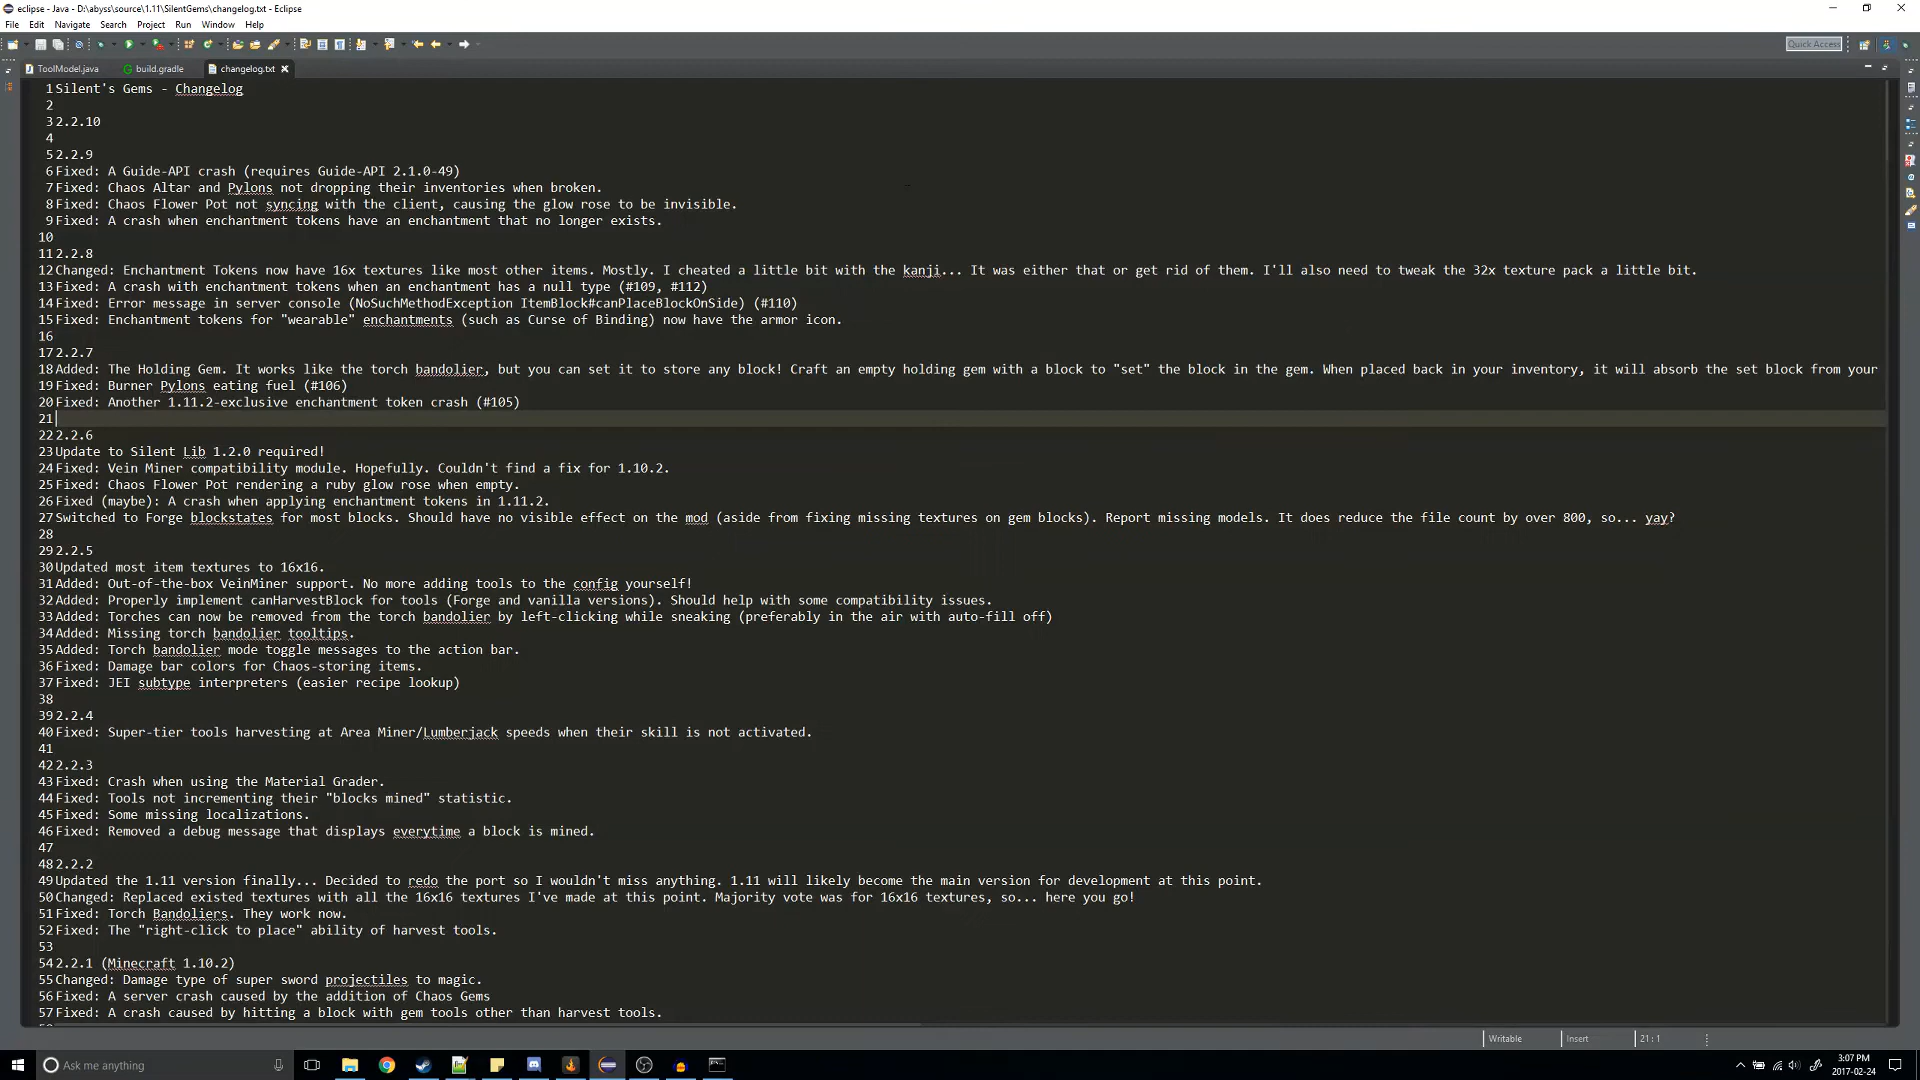 eclipse - Java - D:\abyss\source\1.11\SilentGems\changelog.txt - Eclipse
File Edit Navigate Search Project Run Window Help
Quick Access
ToolModel.java build.gradle changelog.txt
1 Silent's Gems - Changelog
2
3 2.2.10
4
5 2.2.9
6 Fixed: A Guide-API crash (requires Guide-API 2.1.0-49)
7 Fixed: Chaos Altar and Pylons not dropping their inventories when broken.
8 Fixed: Chaos Flower Pot not syncing with the client, causing the glow rose to be invisible.
9 Fixed: A crash when enchantment tokens have an enchantment that no longer exists.
10
11 2.2.8
12 Changed: Enchantment Tokens now have 16x textures like most other items. Mostly. I cheated a little bit with the kanji... It was either that or get rid of them. I'll also need to tweak the 32x texture pack a little bit.
13 Fixed: A crash with enchantment tokens when an enchantment has a null type (#109, #112)
14 Fixed: Error message in server console (NoSuchMethodException ItemBlock#canPlaceBlockOnSide) (#110)
15 Fixed: Enchantment tokens for "wearable" enchantments (such as Curse of Binding) now have the armor icon.
16
17 2.2.7
18 Added: The Holding Gem. It works like the torch bandolier, but you can set it to store any block! Craft an empty holding gem with a block to "set" the block in the gem. When placed back in your inventory, it will absorb the set block from your
19 Fixed: Burner Pylons eating fuel (#106)
20 Fixed: Another 1.11.2-exclusive enchantment token crash (#105)
21
22 2.2.6
23 Update to Silent Lib 1.2.0 required!
24 Fixed: Vein Miner compatibility module. Hopefully. Couldn't find a fix for 1.10.2.
25 Fixed: Chaos Flower Pot rendering a ruby glow rose when empty.
26 Fixed (maybe): A crash when applying enchantment tokens in 1.11.2.
27 Switched to Forge blockstates for most blocks. Should have no visible effect on the mod (aside from fixing missing textures on gem blocks). Report missing models. It does reduce the file count by over 800, so... yay?
28
29 2.2.5
30 Updated most item textures to 16x16.
31 Added: Out-of-the-box VeinMiner support. No more adding tools to the config yourself!
32 Added: Properly implement canHarvestBlock for tools (Forge and vanilla versions). Should help with some compatibility issues.
33 Added: Torches can now be removed from the torch bandolier by left-clicking while sneaking (preferably in the air with auto-fill off)
34 Added: Missing torch bandolier tooltips.
35 Added: Torch bandolier mode toggle messages to the action bar.
36 Fixed: Damage bar colors for Chaos-storing items.
37 Fixed: JEI subtype interpreters (easier recipe lookup)
38
39 2.2.4
40 Fixed: Super-tier tools harvesting at Area Miner/Lumberjack speeds when their skill is not activated.
41
42 2.2.3
43 Fixed: Crash when using the Material Grader.
44 Fixed: Tools not incrementing their "blocks mined" statistic.
45 Fixed: Some missing localizations.
46 Fixed: Removed a debug message that displays everytime a block is mined.
47
48 2.2.2
49 Updated the 1.11 version finally... Decided to redo the port so I wouldn't miss anything. 1.11 will likely become the main version for development at this point.
50 Changed: Replaced existed textures with all the 16x16 textures I've made at this point. Majority vote was for 16x16 textures, so... here you go!
51 Fixed: Torch Bandoliers. They work now.
52 Fixed: The "right-click to place" ability of harvest tools.
53
54 2.2.1 (Minecraft 1.10.2)
55 Changed: Damage type of super sword projectiles to magic.
56 Fixed: A server crash caused by the addition of Chaos Gems
57 Fixed: A crash caused by hitting a block with gem tools other than harvest tools.
Writable Insert 21 : 1
Ask me anything
3:07 PM
2017-02-24